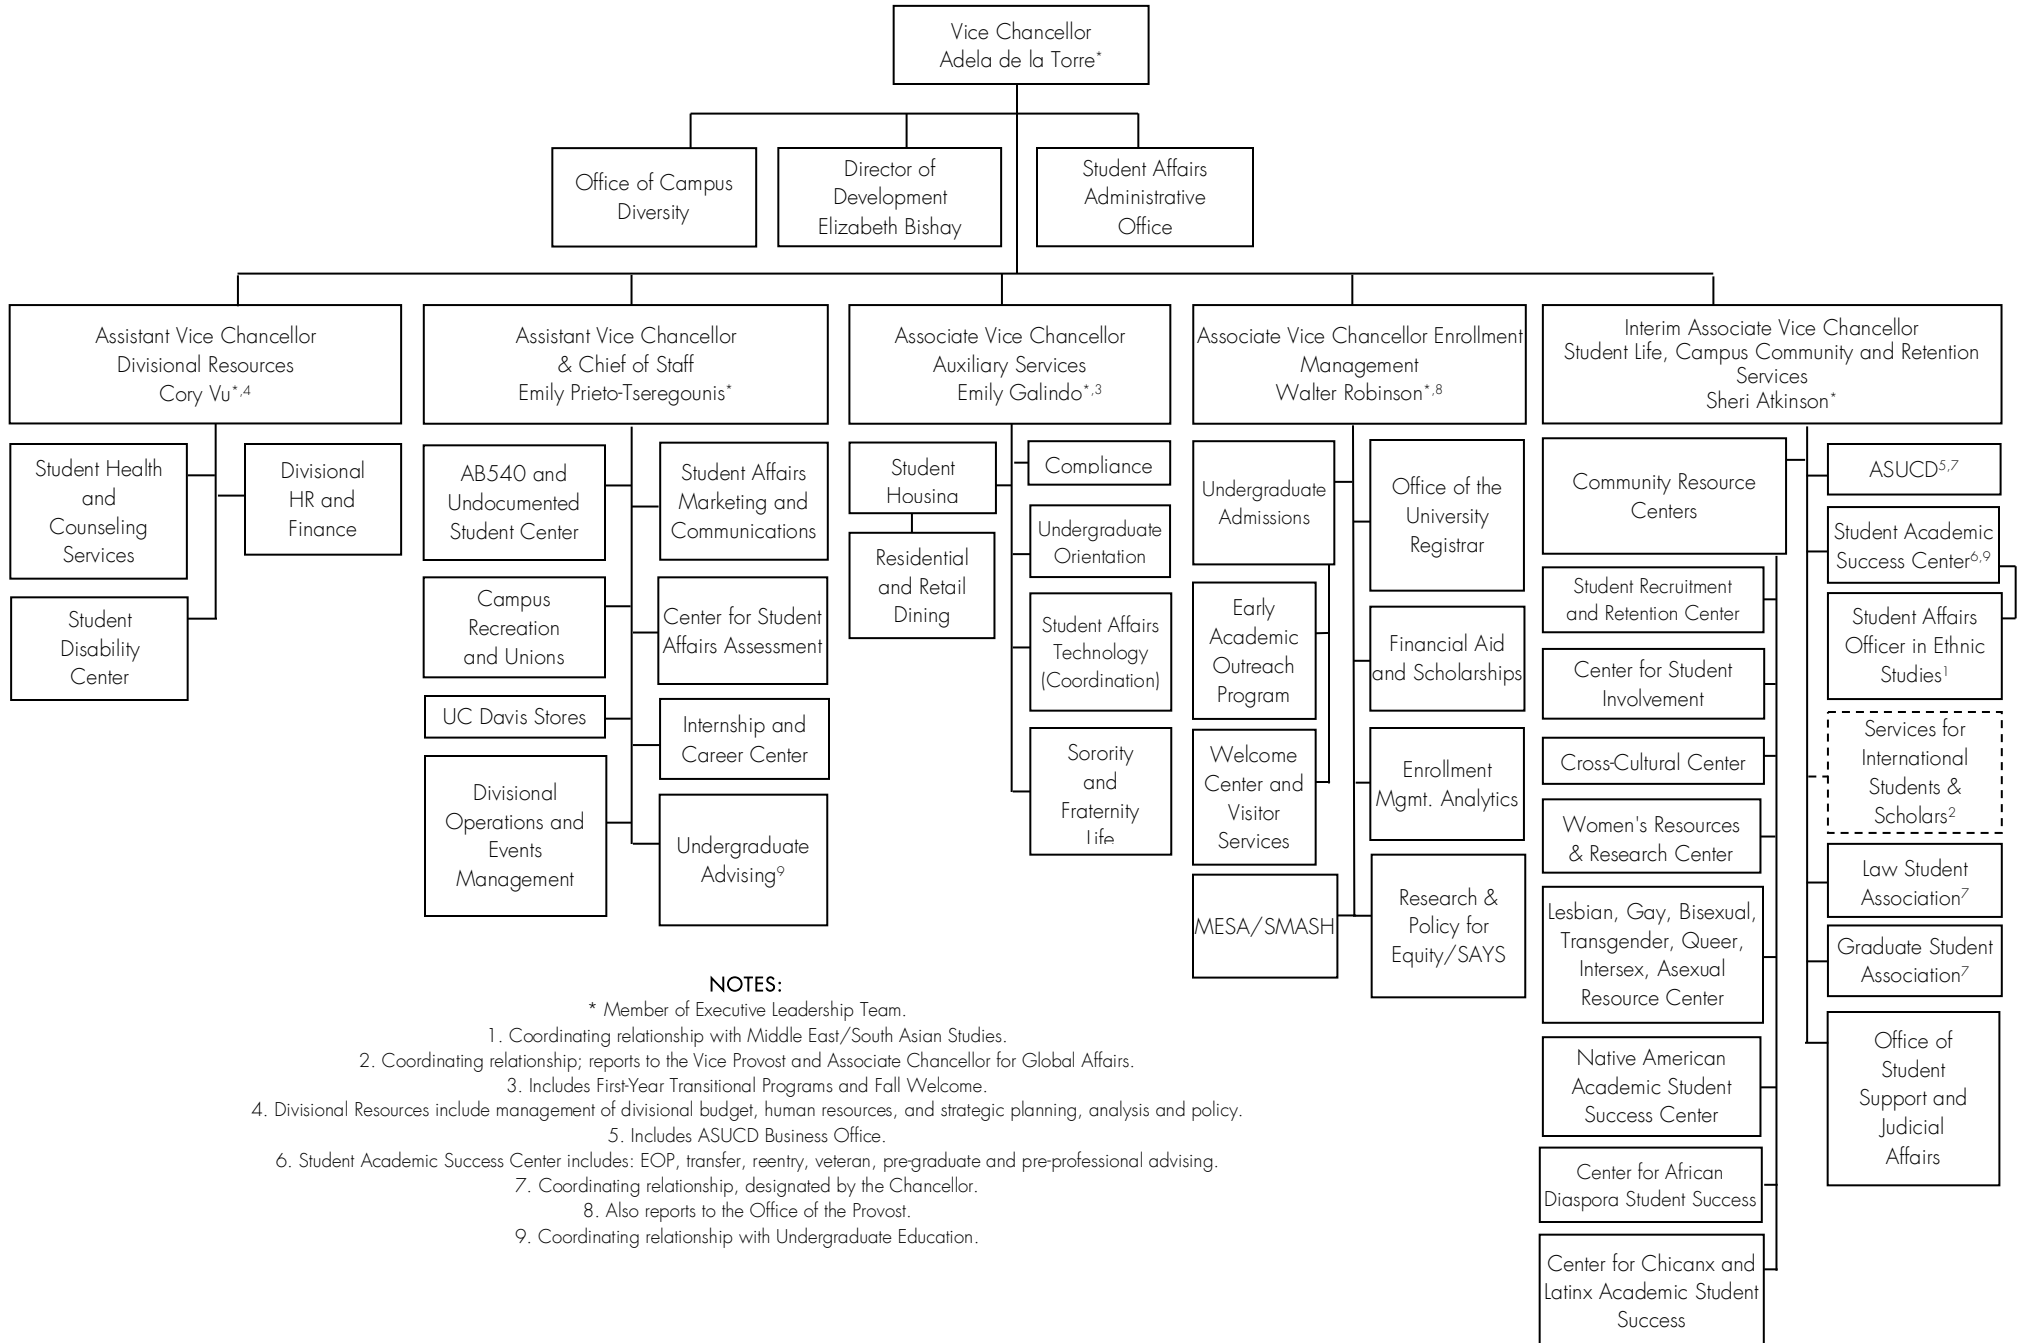 Vice Chancellor
Adela de la Torre*
Office of Campus
Diversity
Director of
Development
Elizabeth Bishay
Student Affairs
Administrative
Office
Assistant Vice Chancellor
Divisional Resources
Cory Vu*,4
Assistant Vice Chancellor
& Chief of Staff
Emily Prieto-Tseregounis*
Associate Vice Chancellor
Auxiliary Services
Emily Galindo*,3
Associate Vice Chancellor Enrollment
Management
Walter Robinson*,8
Interim Associate Vice Chancellor
Student Life, Campus Community and Retention
Services
Sheri Atkinson*
Student Health
and
Counseling
Services
Divisional
HR and
Finance
Student
Disability
Center
AB540 and
Undocumented
Student Center
Student Affairs
Marketing and
Communications
Campus
Recreation
and Unions
Center for Student
Affairs Assessment
UC Davis Stores
Internship and
Career Center
Divisional
Operations and
Events
Management
Undergraduate
Advising9
Student
Housing
Residential
and Retail
Dining
Compliance
Undergraduate
Orientation
Student Affairs
Technology
(Coordination)
Sorority
and
Fraternity
Life
Undergraduate
Admissions
Office of the
University
Registrar
Early
Academic
Outreach
Program
Financial Aid
and Scholarships
Welcome
Center and
Visitor
Services
Enrollment
Mgmt. Analytics
MESA/SMASH
Research &
Policy for
Equity/SAYS
Community Resource
Centers
Student Recruitment
and Retention Center
Center for Student
Involvement
Cross-Cultural Center
Women's Resources
& Research Center
Lesbian, Gay, Bisexual,
Transgender, Queer,
Intersex, Asexual
Resource Center
Native American
Academic Student
Success Center
Center for African
Diaspora Student Success
Center for Chicanx and
Latinx Academic Student
Success
ASUCD5,7
Student Academic
Success Center6,9
Student Affairs
Officer in Ethnic
Studies1
Services for
International
Students &
Scholars2
Law Student
Association7
Graduate Student
Association7
Office of
Student
Support and
Judicial
Affairs
NOTES:
* Member of Executive Leadership Team.
1. Coordinating relationship with Middle East/South Asian Studies.
2. Coordinating relationship; reports to the Vice Provost and Associate Chancellor for Global Affairs.
3. Includes First-Year Transitional Programs and Fall Welcome.
4. Divisional Resources include management of divisional budget, human resources, and strategic planning, analysis and policy.
5. Includes ASUCD Business Office.
6. Student Academic Success Center includes: EOP, transfer, reentry, veteran, pre-graduate and pre-professional advising.
7. Coordinating relationship, designated by the Chancellor.
8. Also reports to the Office of the Provost.
9. Coordinating relationship with Undergraduate Education.